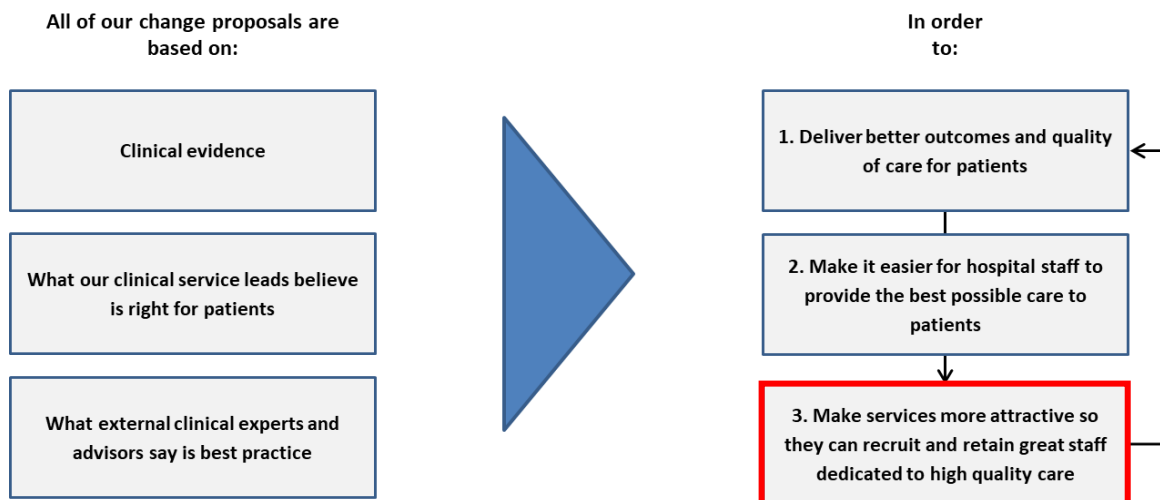 All of our change proposals are
based on:
Clinical evidence
What our clinical service leads believe
is right for patients
What external clinical experts and
advisors say is best practice
In order
to:
1. Deliver better outcomes and quality
of care for patients
2. Make it easier for hospital staff to
provide the best possible care to
patients
3. Make services more attractive so
they can recruit and retain great staff
dedicated to high quality care